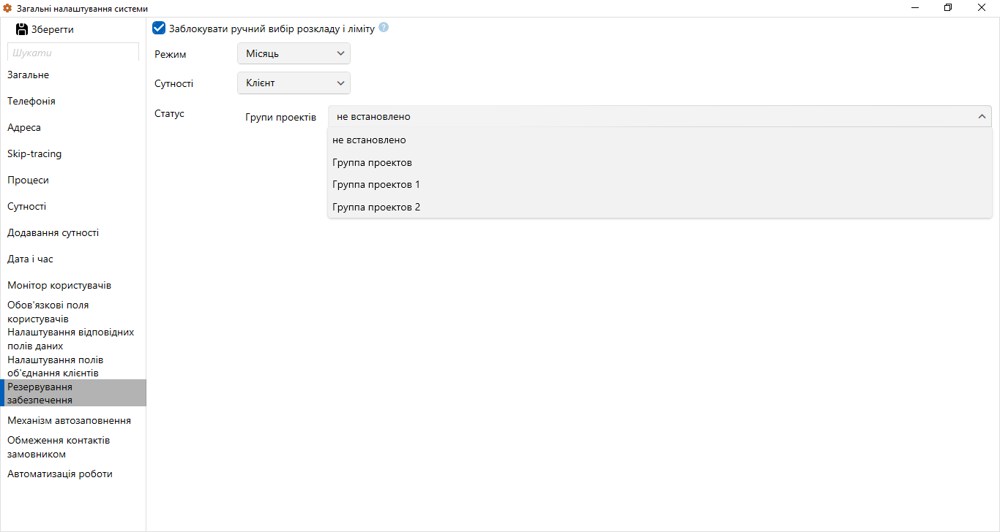 Загальні налаштування системи
Зберегти
Шукати
Загальне
Телефонія
Адреса
Skip-tracing
Процеси
Сутності
Додавання сутності
Дата і час
Монітор користувачів
Обов'язкові поля
користувачів
Налаштування відповідних
полів даних
Налаштування полів
об'єднання клієнтів
Резервування
забезпечення
Механізм автозаповнення
Обмеження контактів
замовником
Автоматизація роботи
Заблокувати ручний вибір розкладу і ліміту ?
Режим Місяць
Сутності Клієнт
Статус Групи проектів не встановлено
не встановлено
Группа проектов
Группа проектов 1
Группа проектов 2